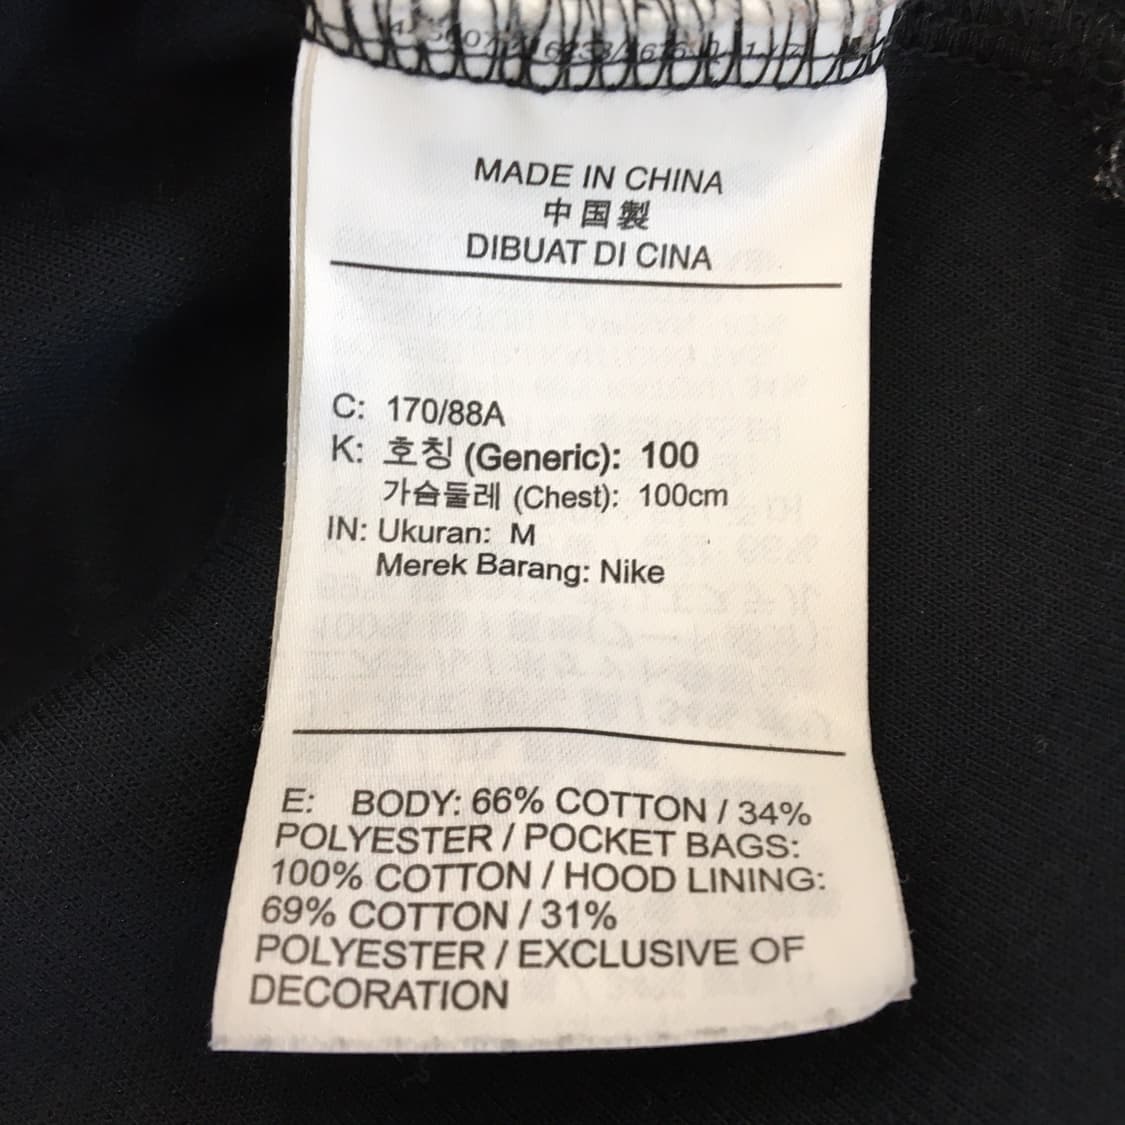 MADE IN CHINA
中国製
DIBUAT DI CINA
C: 170/88A
K: 호칭 (Generic): 100
가슴둘레 (Chest): 100cm
IN: Ukuran: M
Merek Barang: Nike
E: BODY: 66% COTTON / 34%
POLYESTER / POCKET BAGS:
100% COTTON / HOOD LINING:
69% COTTON / 31%
POLYESTER / EXCLUSIVE OF
DECORATION